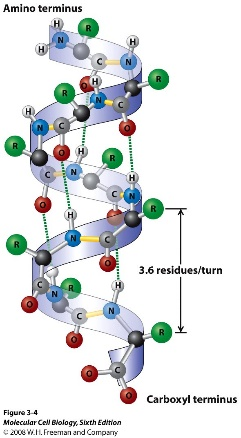 Amino terminus
R
H
N
H
H
N
C
R
H
O
R
N
C
H
N
C
O
R
O
H
R
N
C
H
C
N
O
O
R
H
3.6 residues/turn
N
C
R
O
H
H
C
N
R
N
O
C
R
O
C
O
Carboxyl terminus
O
Figure 3-4
Molecular Cell Biology, Sixth Edition
© 2008 W.H. Freeman and Company